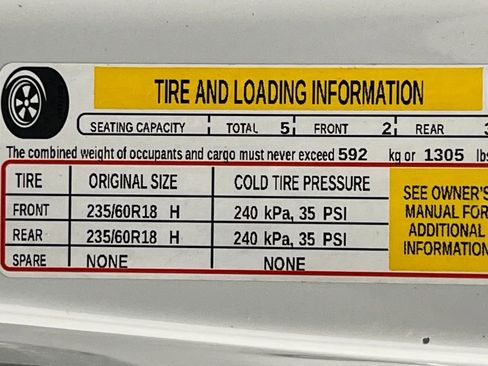 TIRE AND LOADING INFORMATION
SEATING CAPACITY TOTAL 5 FRONT 2 REAR 3
The combined weight of occupants and cargo must never exceed 592 kg or 1305 lbs
TIRE ORIGINAL SIZE COLD TIRE PRESSURE
FRONT 235/60R18 H 240 kPa, 35 PSI
REAR 235/60R18 H 240 kPa, 35 PSI
SPARE NONE NONE
SEE OWNER'S
MANUAL FOR
ADDITIONAL
INFORMATION